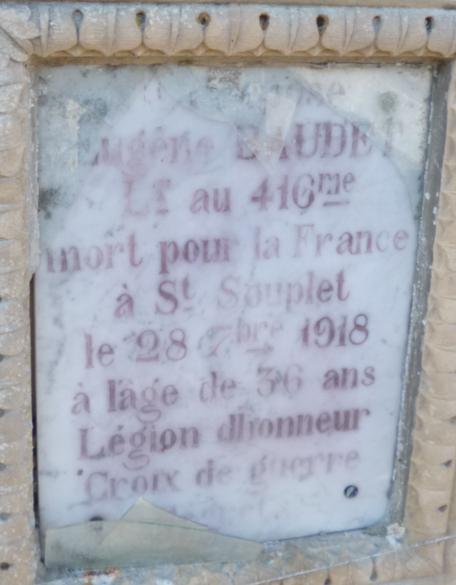 Eugène BAUDET
Lt au 416me
mort pour la France
à St Souplet
le 28 7bre 1918
à l'âge de 36 ans
Légion dhonneur
Croix de guerre